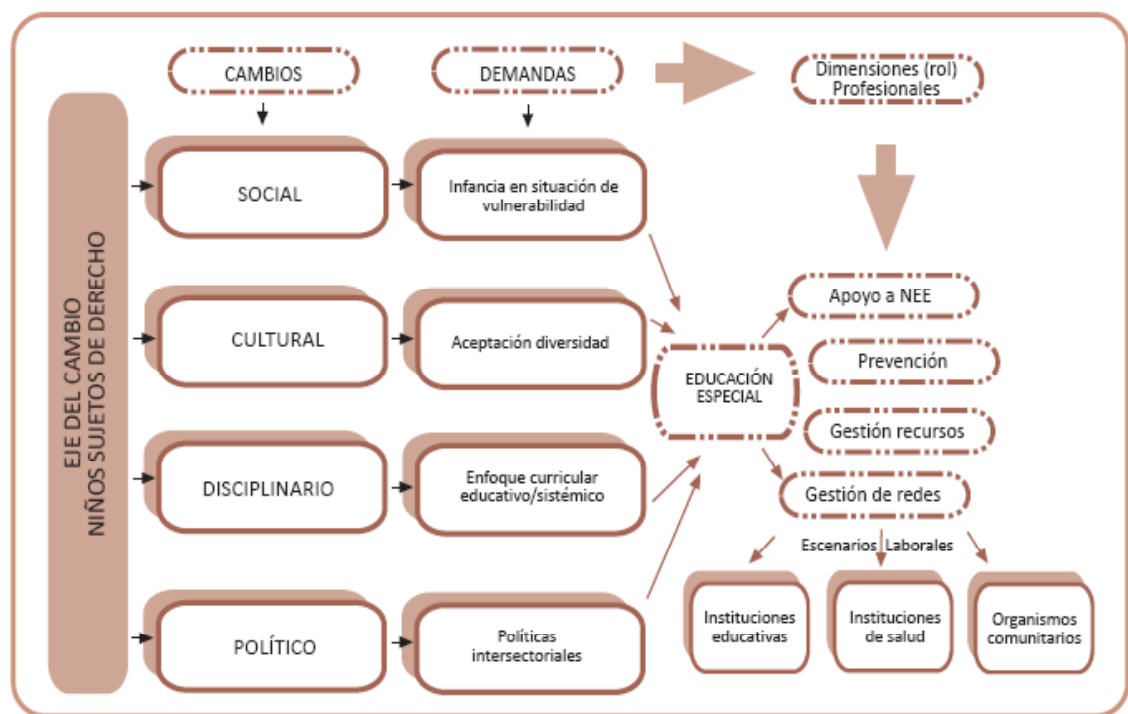 CAMBIOS
DEMANDAS
Dimensiones (rol)
Profesionales
EJE DEL CAMBIO
NIÑOS SUJETOS DE DERECHO
SOCIAL
Infancia en situación de
vulnerabilidad
CULTURAL
Aceptación diversidad
DISCIPLINARIO
Enfoque curricular
educativo/sistémico
POLÍTICO
Políticas
intersectoriales
EDUCACIÓN
ESPECIAL
Apoyo a NEE
Prevención
Gestión recursos
Gestión de redes
Escenarios Laborales
Instituciones
educativas
Instituciones
de salud
Organismos
comunitarios